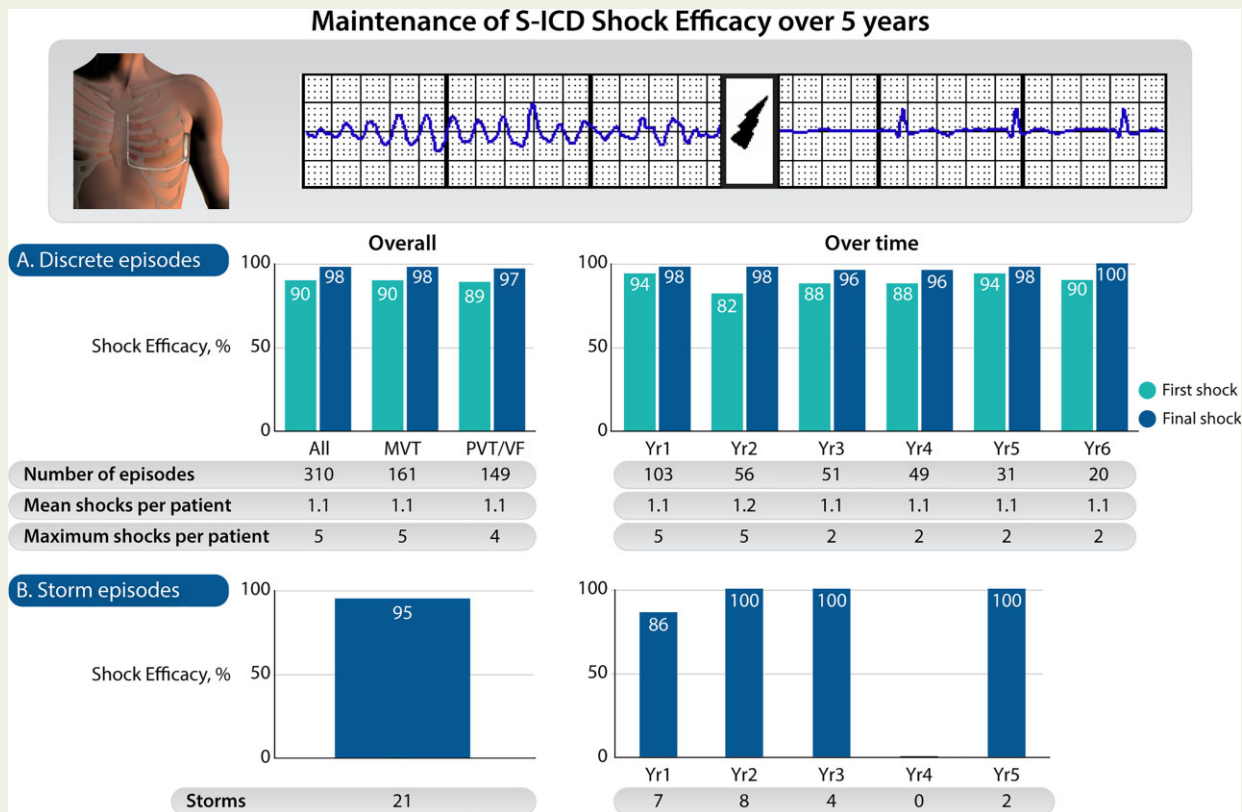 Maintenance of S-ICD Shock Efficacy over 5 years
A. Discrete episodes
Overall
Over time
Shock Efficacy, %
100
50
0
90 98 90 98 89 97
All MVT PVT/VF
100
50
0
94 98 82 98 88 96 88 96 94 98 90 100
Yr1 Yr2 Yr3 Yr4 Yr5 Yr6
First shock
Final shock
Number of episodes 310 161 149 103 56 51 49 31 20
Mean shocks per patient 1.1 1.1 1.1 1.1 1.2 1.1 1.1 1.1 1.1
Maximum shocks per patient 5 5 4 5 5 2 2 2 2
B. Storm episodes
Shock Efficacy, %
100
50
0
95
100
50
0
86 100 100 100
Yr1 Yr2 Yr3 Yr4 Yr5
Storms 21 7 8 4 0 2